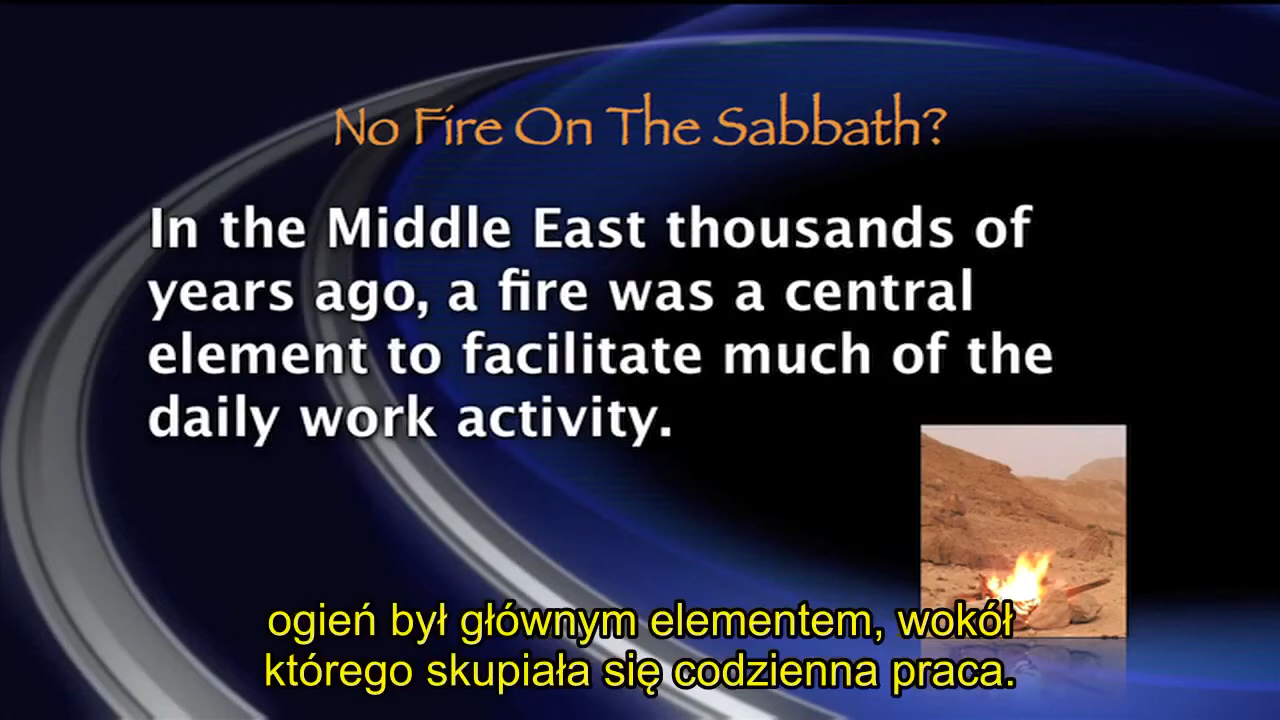 No Fire On The Sabbath?
In the Middle East thousands of
years ago, a fire was a central
element to facilitate much of the
daily work activity.
ogień był głównym elementem, wokół
którego skupiała się codzienna praca.